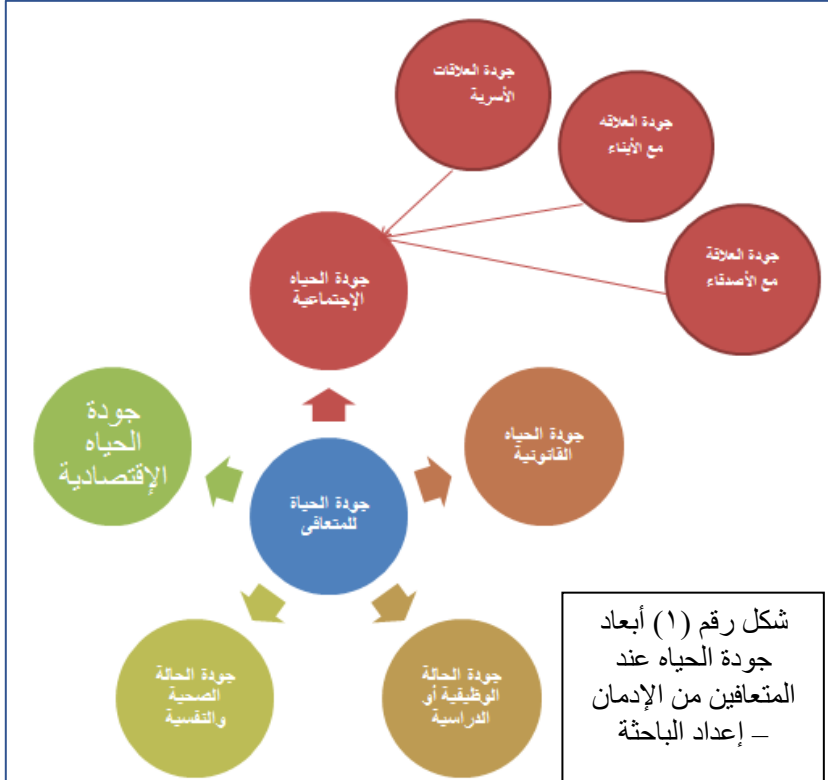 جودة العلاقات
الأسرية
جودة العلاقه
مع الأبناء
جودة العلاقة
مع الأصدقاء
جودة الحياه
الإجتماعية
جودة
الحياه
الإقتصادية
جودة الحياه
القانونية
جودة الحياة
للمتعافى
جودة الحالة
الصحية
والنفسية
جودة الحالة
الوظيفية أو
الدراسية
شكل رقم (١) أبعاد
جودة الحياه عند
المتعافين من الإدمان
– إعداد الباحثة